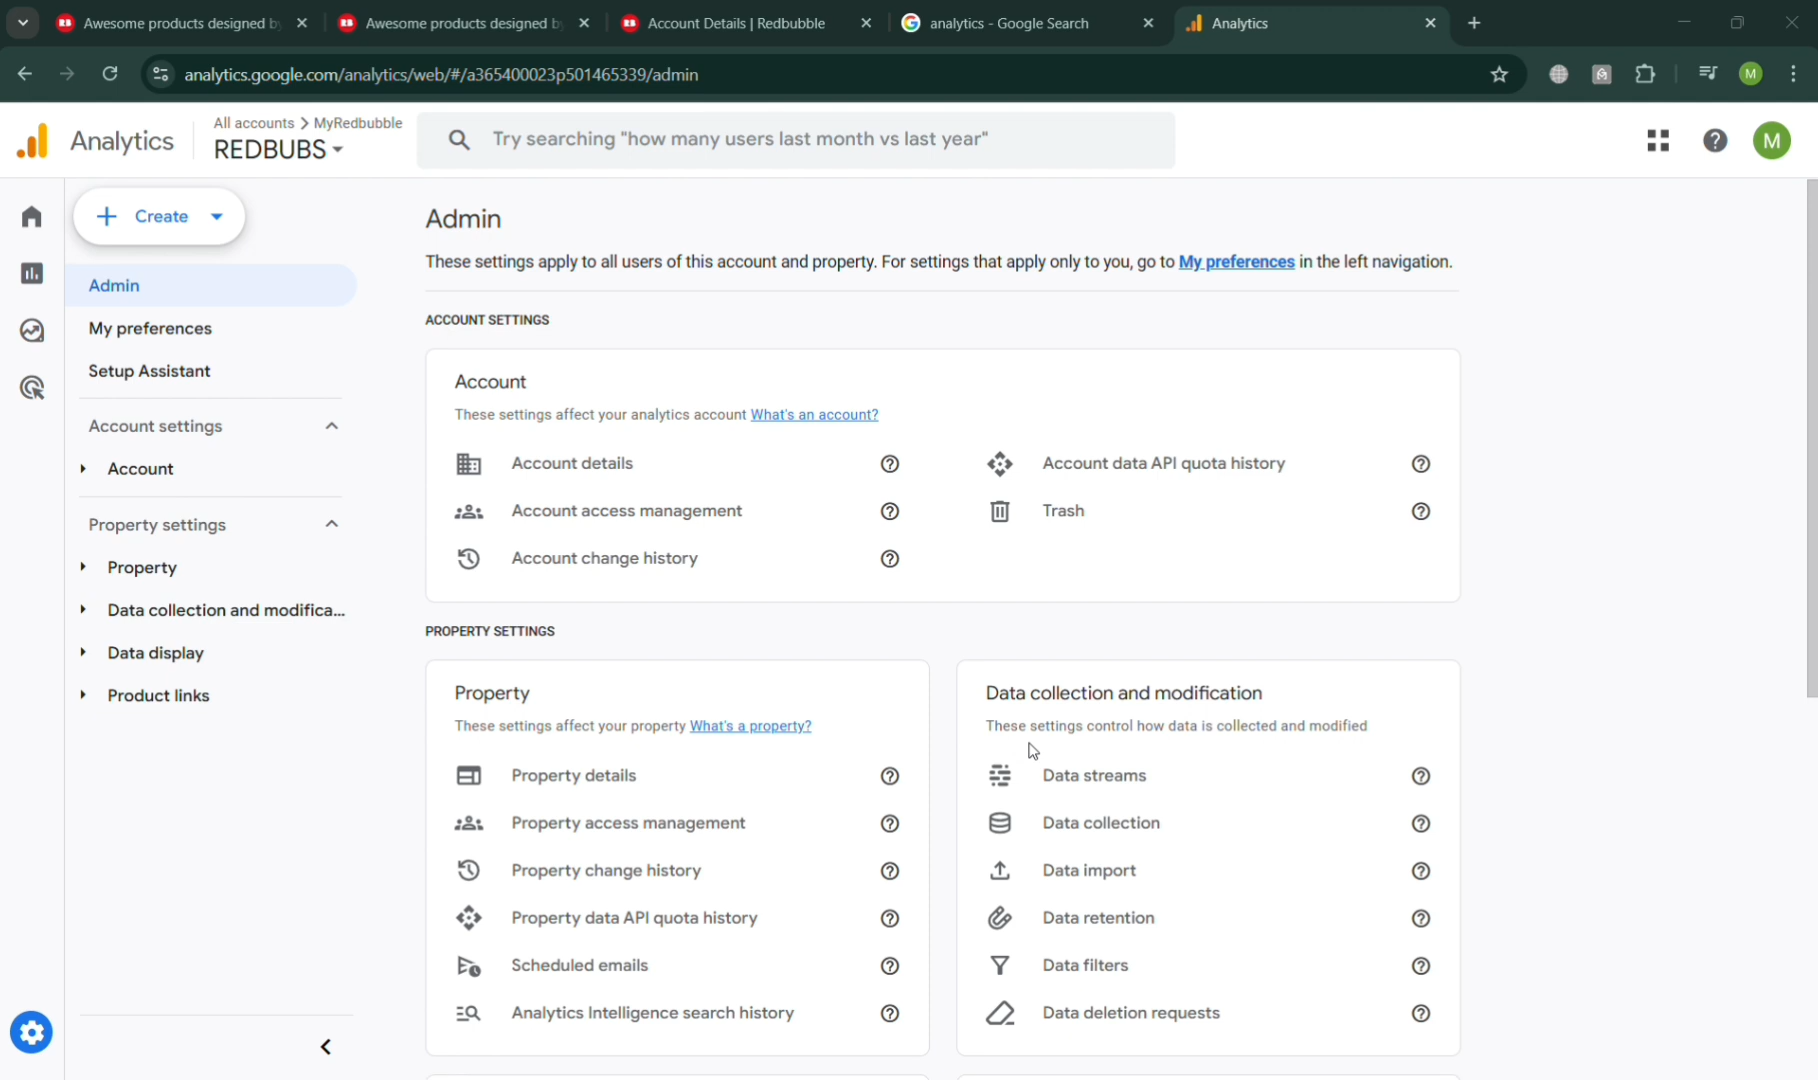 Awesome products designed by
Awesome products designed by
Account Details | Redbubble
analytics - Google Search
Analytics
analytics.google.com/analytics/web/#/a365400023p501465339/admin
M
Analytics
All accounts > MyRedbubble
REDBUBS
Try searching "how many users last month vs last year"
M
Create
Admin
My preferences
Setup Assistant
Account settings
Account
Property settings
Property
Data collection and modifica...
Data display
Product links
Admin
These settings apply to all users of this account and property. For settings that apply only to you, go to My preferences in the left navigation.
ACCOUNT SETTINGS
Account
These settings affect your analytics account What's an account?
Account details
Account access management
Account change history
Account data API quota history
Trash
PROPERTY SETTINGS
Property
These settings affect your property What's a property?
Property details
Property access management
Property change history
Property data API quota history
Scheduled emails
Analytics Intelligence search history
Data collection and modification
These settings control how data is collected and modified
Data streams
Data collection
Data import
Data retention
Data filters
Data deletion requests